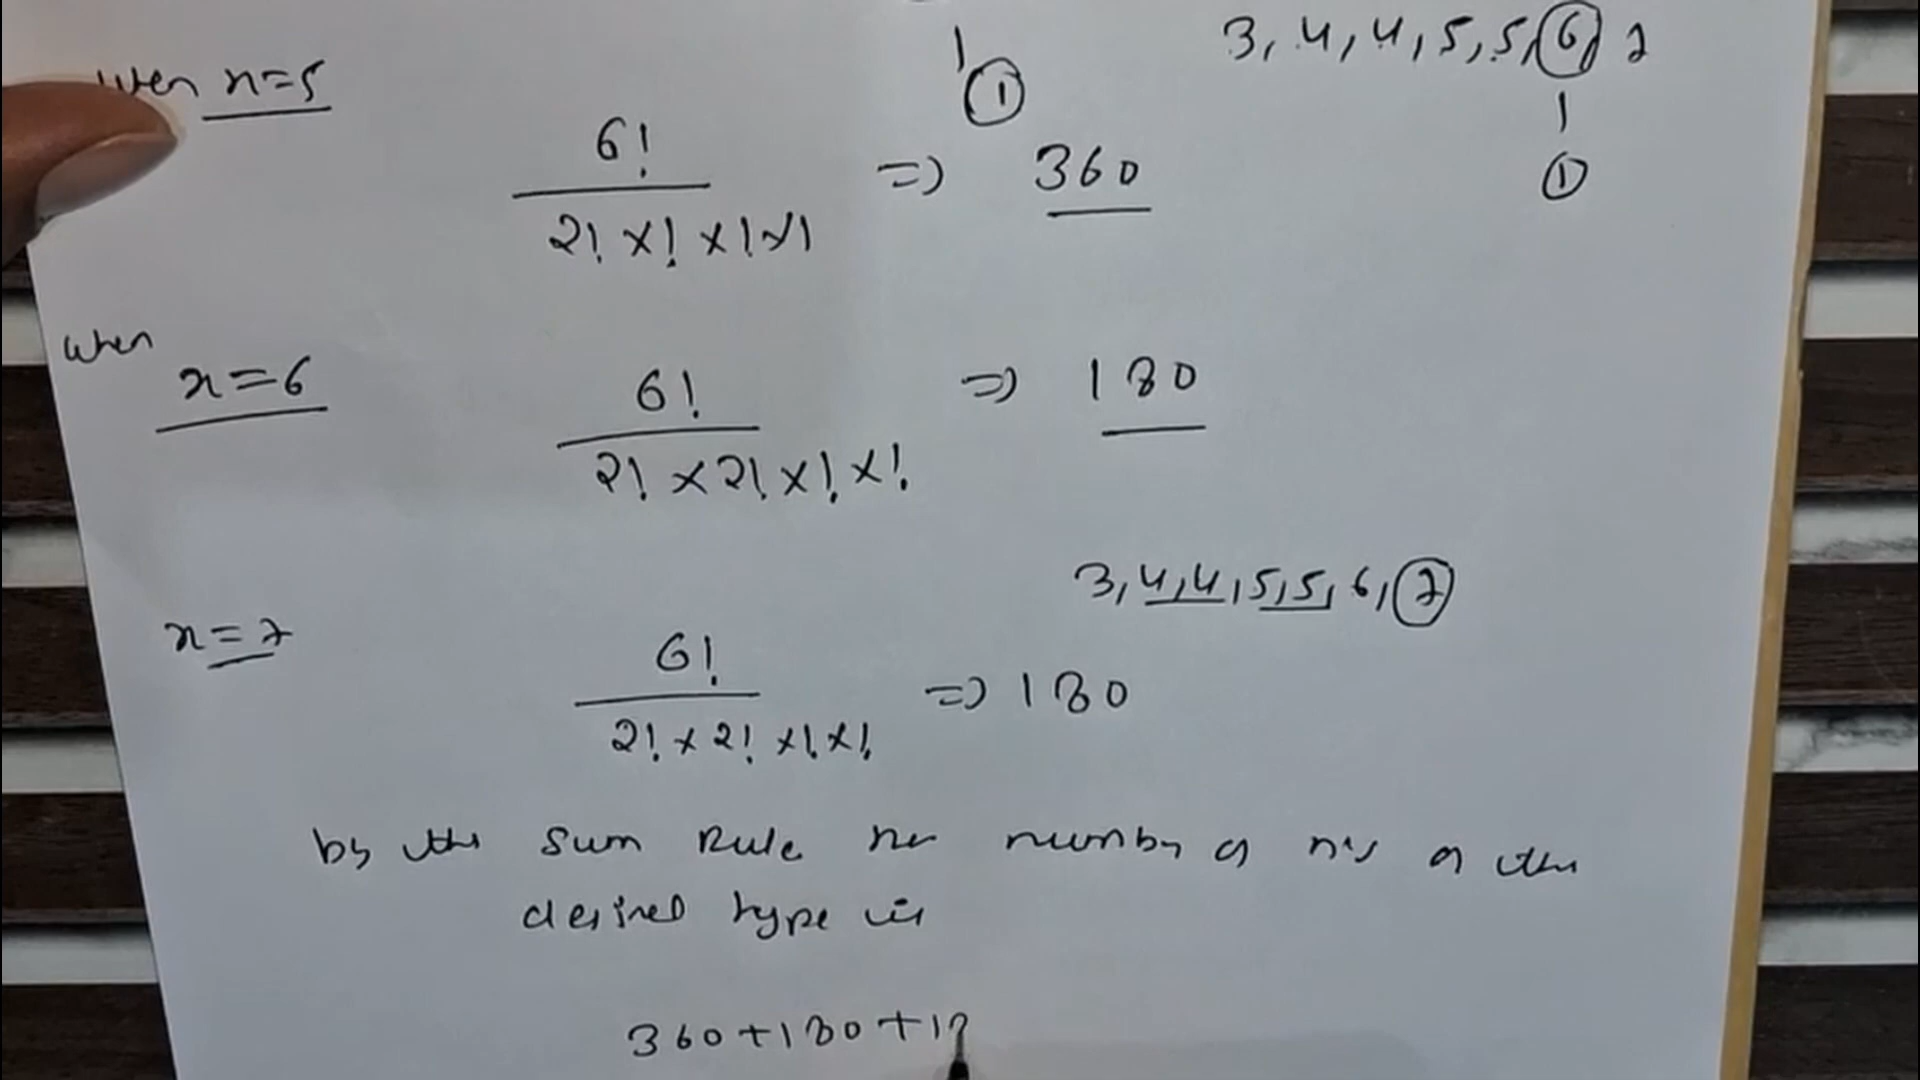 3, 4, 4, 5, 5, 6, 7
1
1
1
1
when x=5
6!
2! x! x! x1
=> 360
when
x=6
6!
2! x 2! x! x!
=> 180
3, 4, 4, 5, 5, 6, 7
x=7
6!
2! x 2! x! x!
=> 180
by the Sum Rule the number of n's of the
desired type is
360+180+18